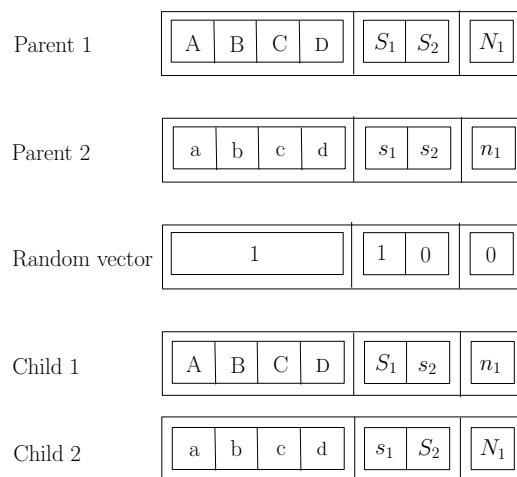 Parent 1 A B C D S₁ S₂ N₁
Parent 2 a b c d s₁ s₂ n₁
Random vector 1 1 0 0
Child 1 A B C D S₁ s₂ n₁
Child 2 a b c d s₁ S₂ N₁